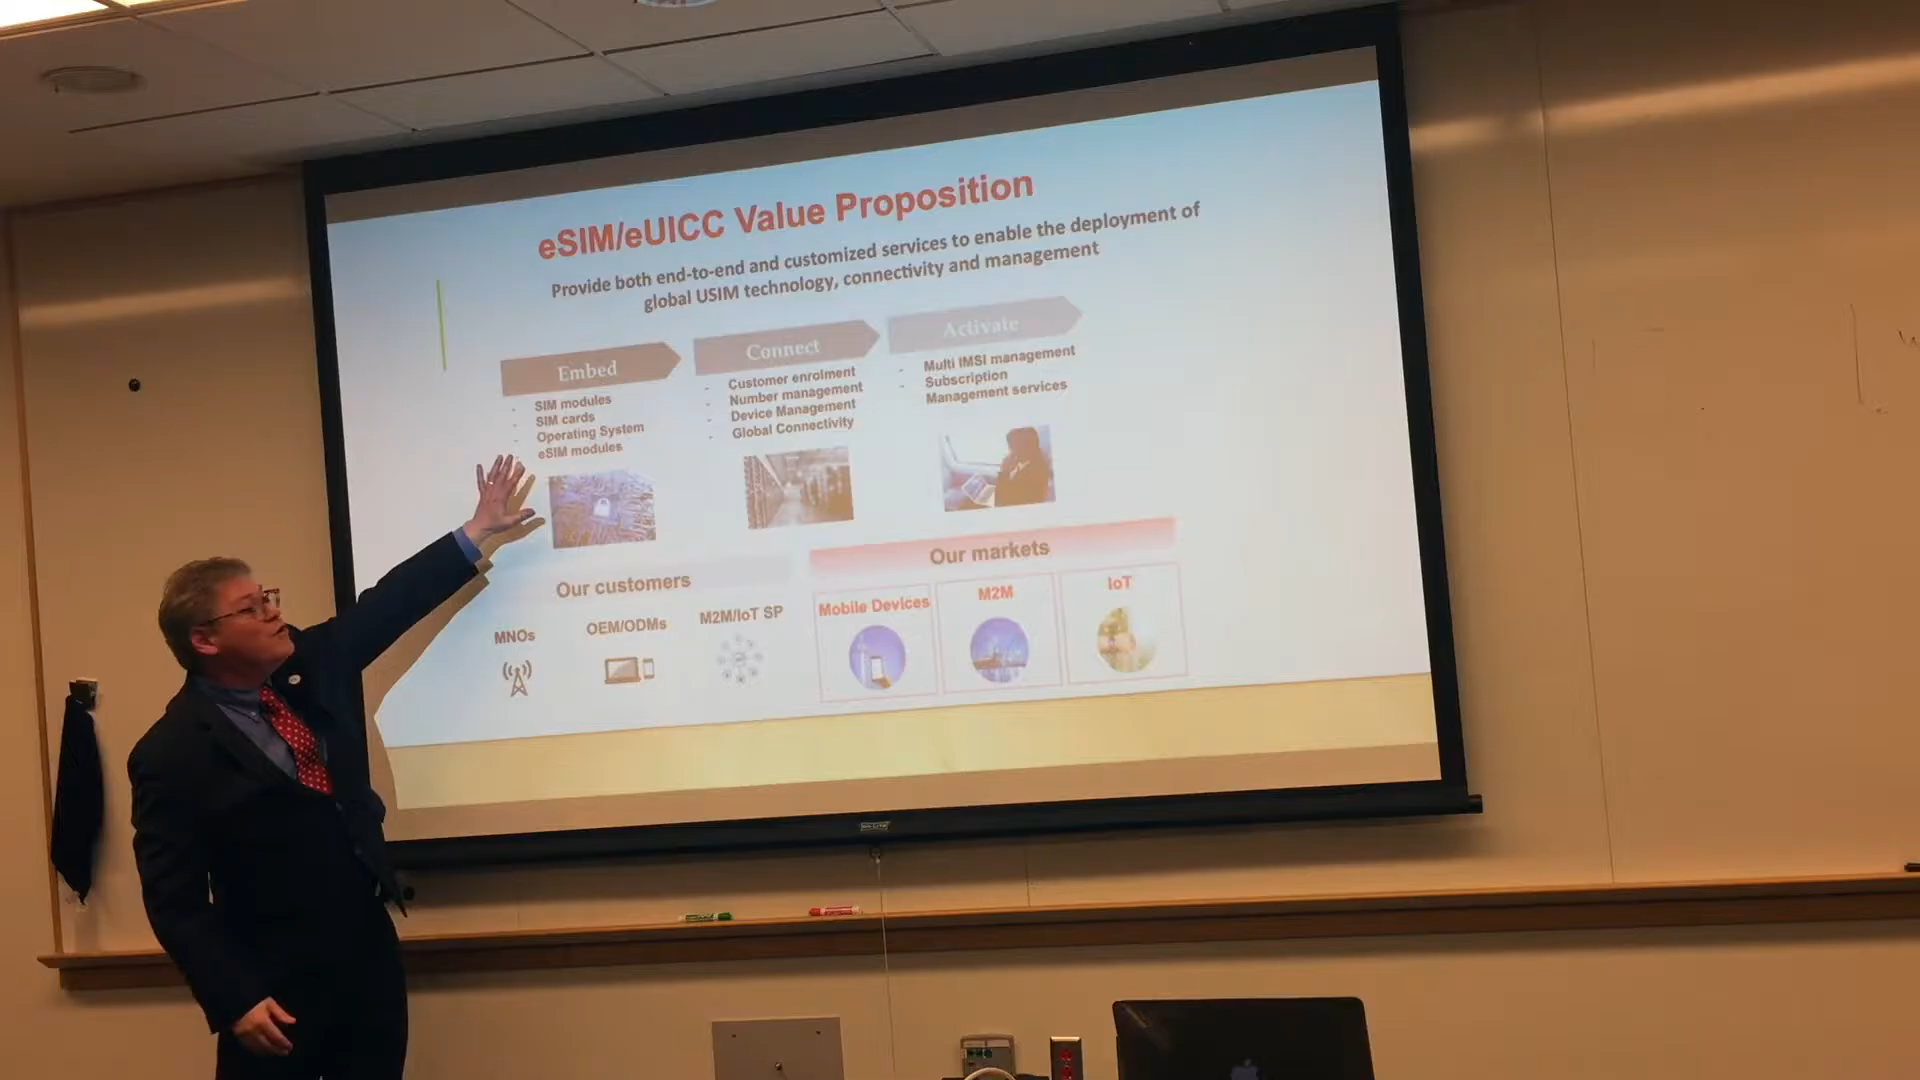 eSIM/eUICC Value Proposition
Provide both end-to-end and customized services to enable the deployment of
global USIM technology, connectivity and management
Embed
- SIM modules
- SIM cards
- Operating System
eSIM modules
Connect
- Customer enrolment
- Number management
- Device Management
- Global Connectivity
Activate
- Multi IMSI management
- Subscription
Management services
Our customers
MNOs
OEM/ODMs
M2M/IoT SP
Our markets
Mobile Devices
M2M
IoT